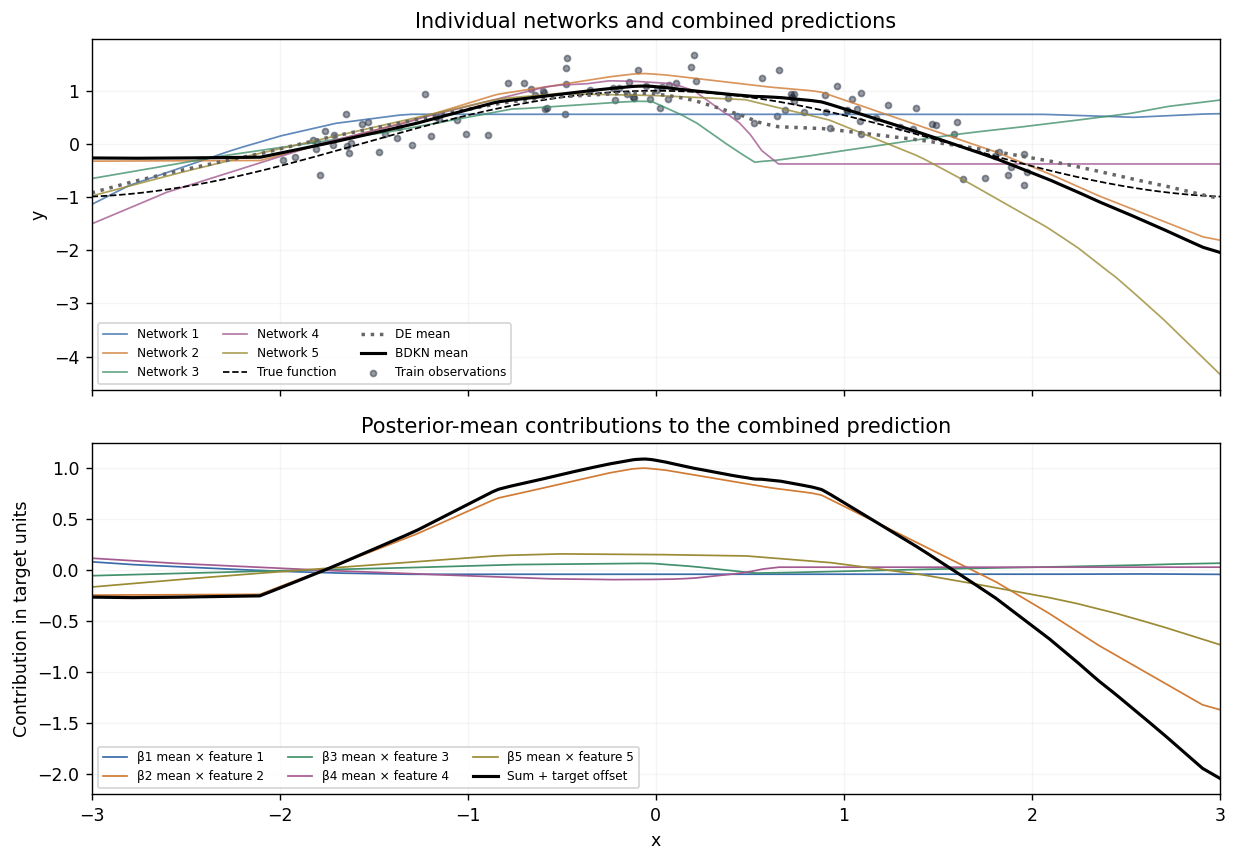 Individual networks and combined predictions
y
1
0
−1
−2
−3
−4
Network 1
Network 2
Network 3
Network 4
Network 5
True function
DE mean
BDKN mean
Train observations
Posterior-mean contributions to the combined prediction
Contribution in target units
1.0
0.5
0.0
−0.5
−1.0
−1.5
−2.0
β1 mean × feature 1
β2 mean × feature 2
β3 mean × feature 3
β4 mean × feature 4
β5 mean × feature 5
Sum + target offset
−3
−2
−1
0
1
2
3
x